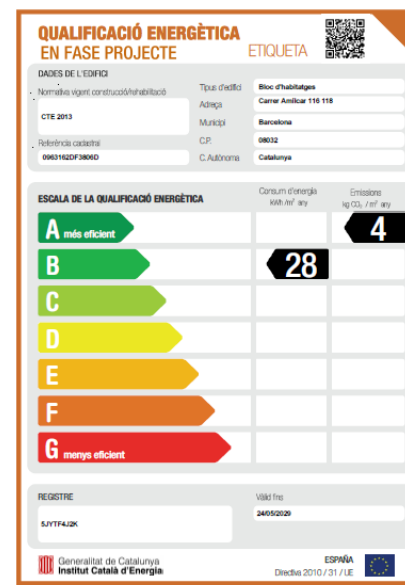 QUALIFICACIÓ ENERGÈTICA
EN FASE PROJECTE
ETIQUETA
DADES DE L'EDIFICI
Normativa vigent construcció/rehabilitació
CTE 2013
Referència cadastral
0963162DF3806D
Tipus d'edifici
Bloc d'habitatges
Adreça
Carrer Amílcar 116 118
Municipi
Barcelona
C.P.
08032
C.Autònoma
Catalunya
ESCALA DE LA QUALIFICACIÓ ENERGÈTICA
Consum d'energia
kWh /m² any
Emissions
kg CO₂ / m² any
A més eficient
4
B
28
C
D
E
F
G menys eficient
REGISTRE
5JYTF4J2K
Vàlid fins
24/05/2029
Generalitat de Catalunya
Institut Català d'Energia
ESPAÑA
Directiva 2010 / 31 / UE